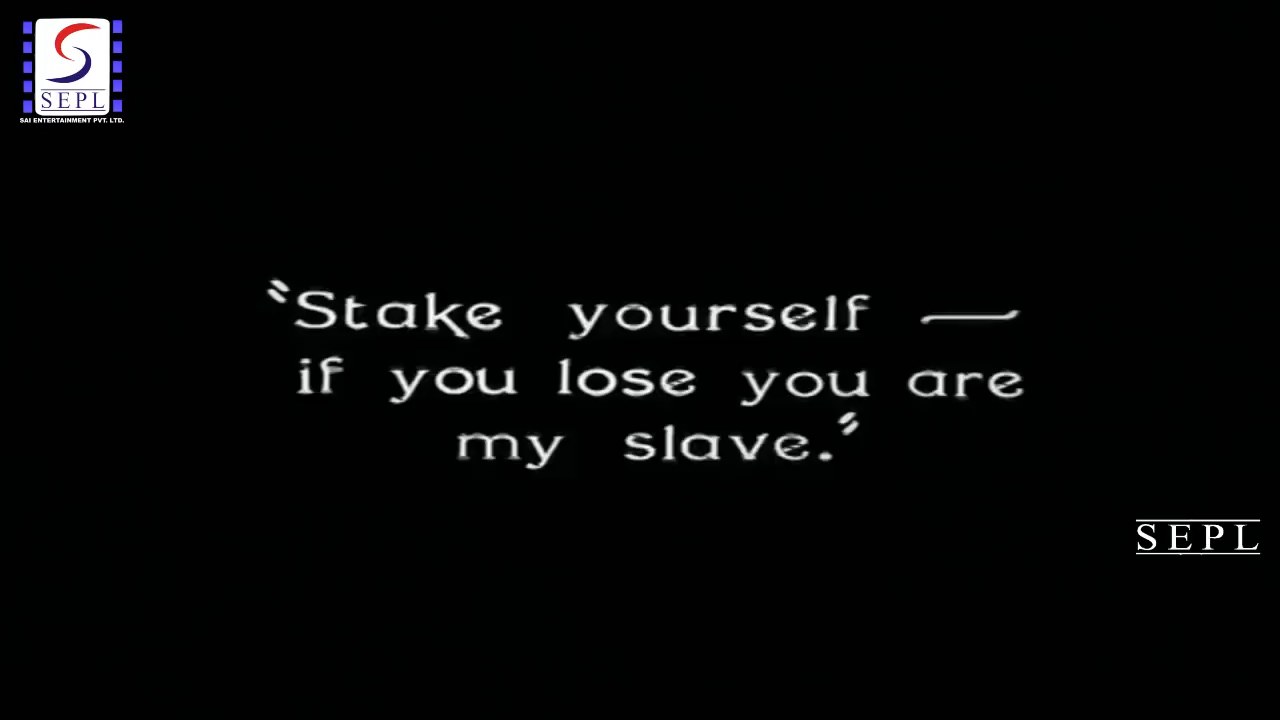 SEPL
SAI ENTERTAINMENT PVT. LTD.
"Stake yourself —
if you lose you are
my slave."
SEPL